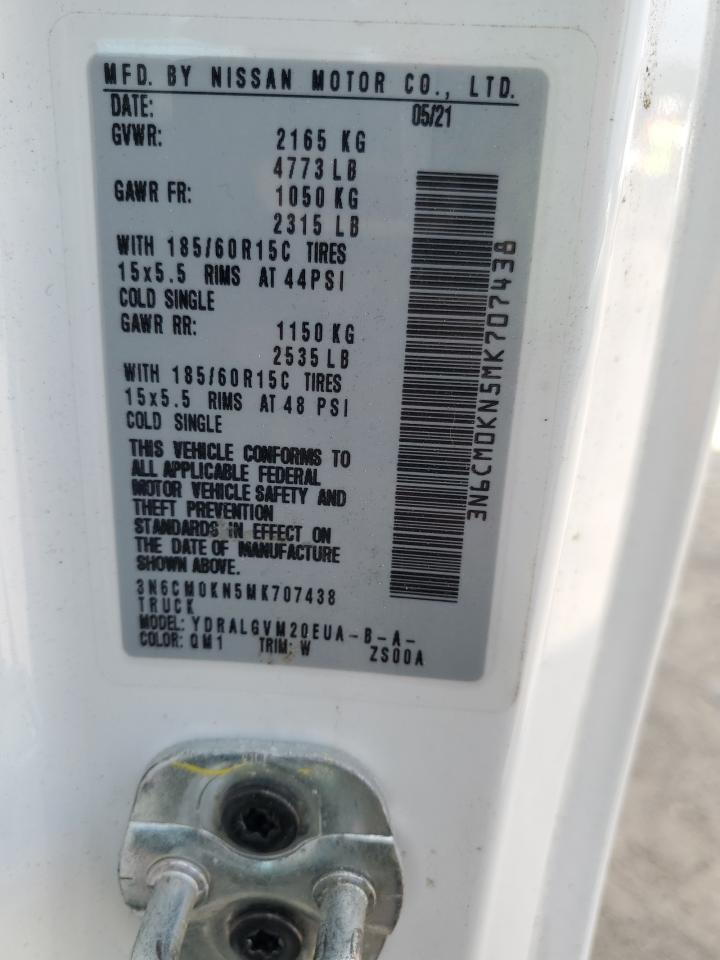 MFD. BY NISSAN MOTOR CO., LTD.
DATE: 05/21
GVWR: 2165 KG
4773 LB
GAWR FR: 1050 KG
2315 LB
WITH 185/60R15C TIRES
15x5.5 RIMS AT 44PSI
COLD SINGLE
GAWR RR: 1150 KG
2535 LB
WITH 185/60R15C TIRES
15x5.5 RIMS AT 48 PSI
COLD SINGLE
THIS VEHICLE CONFORMS TO
ALL APPLICABLE FEDERAL
MOTOR VEHICLE SAFETY AND
THEFT PREVENTION
STANDARDS IN EFFECT ON
THE DATE OF MANUFACTURE
SHOWN ABOVE.
3N6CM0KN5MK707438
TRUCK
MODEL: YDRALGVM20EUA-B-A-
COLOR: QM1 TRIM: W ZS00A
3N6CM0KN5MK707438